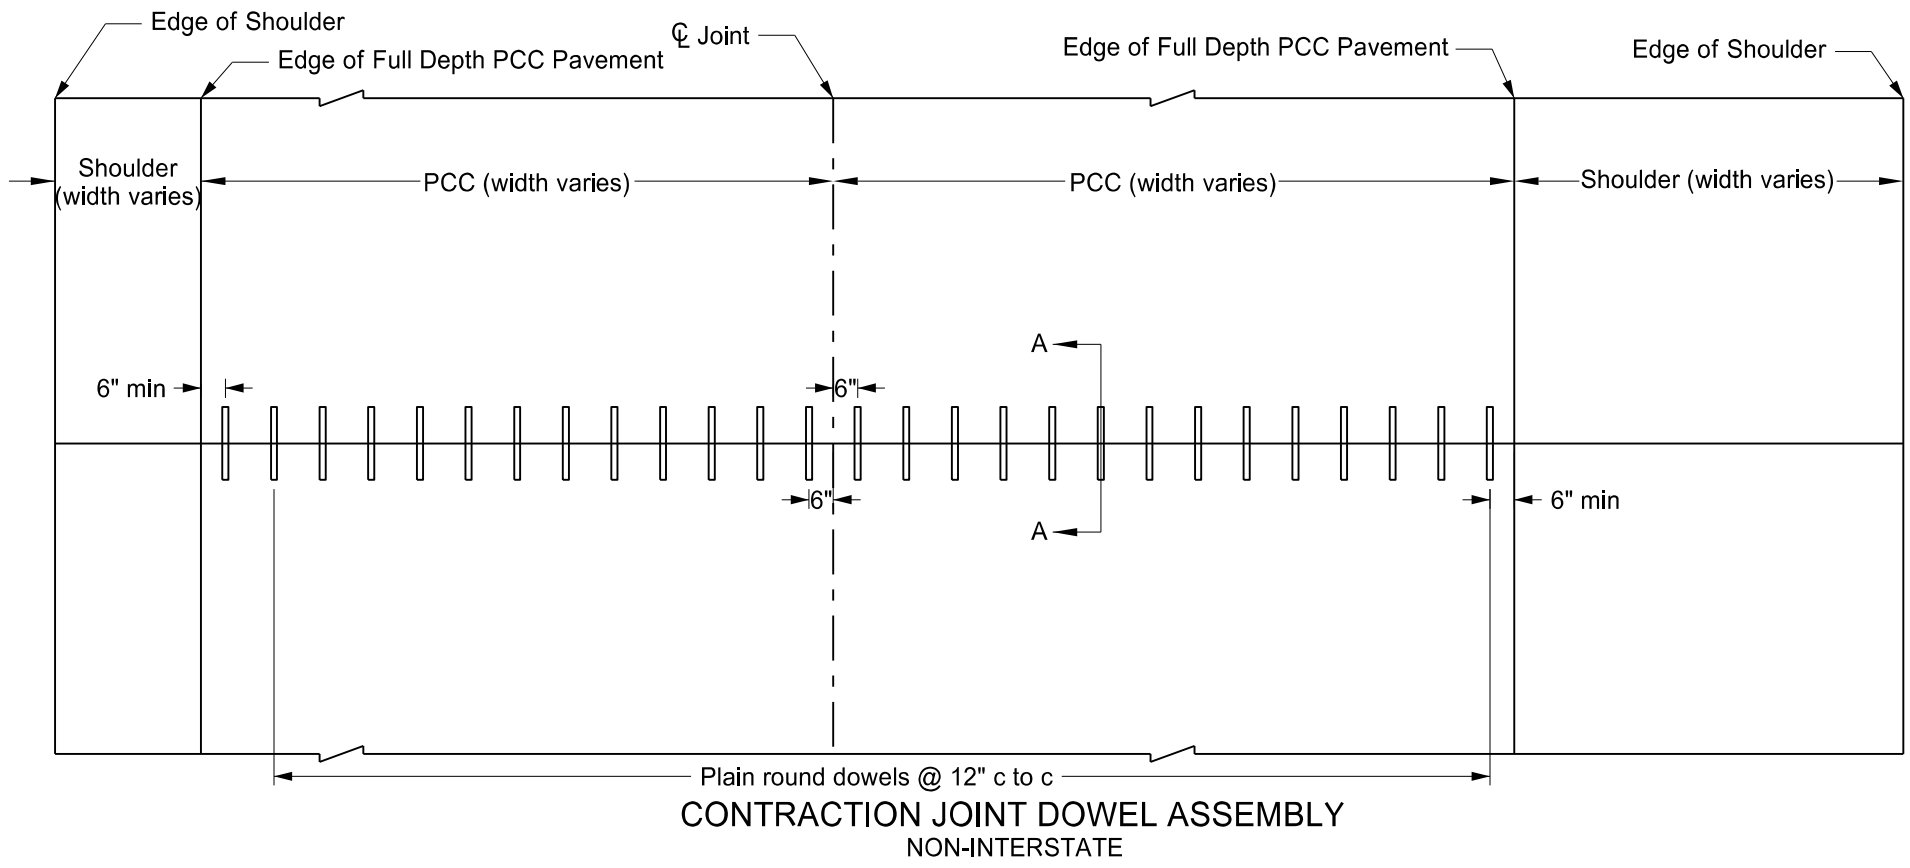 Edge of Shoulder
℄ Joint
Edge of Full Depth PCC Pavement
Edge of Full Depth PCC Pavement
Edge of Shoulder
Shoulder
(width varies)
PCC (width varies)
PCC (width varies)
Shoulder (width varies)
A
6" min
6"
6"
6" min
A
Plain round dowels @ 12" c to c
CONTRACTION JOINT DOWEL ASSEMBLY
NON-INTERSTATE